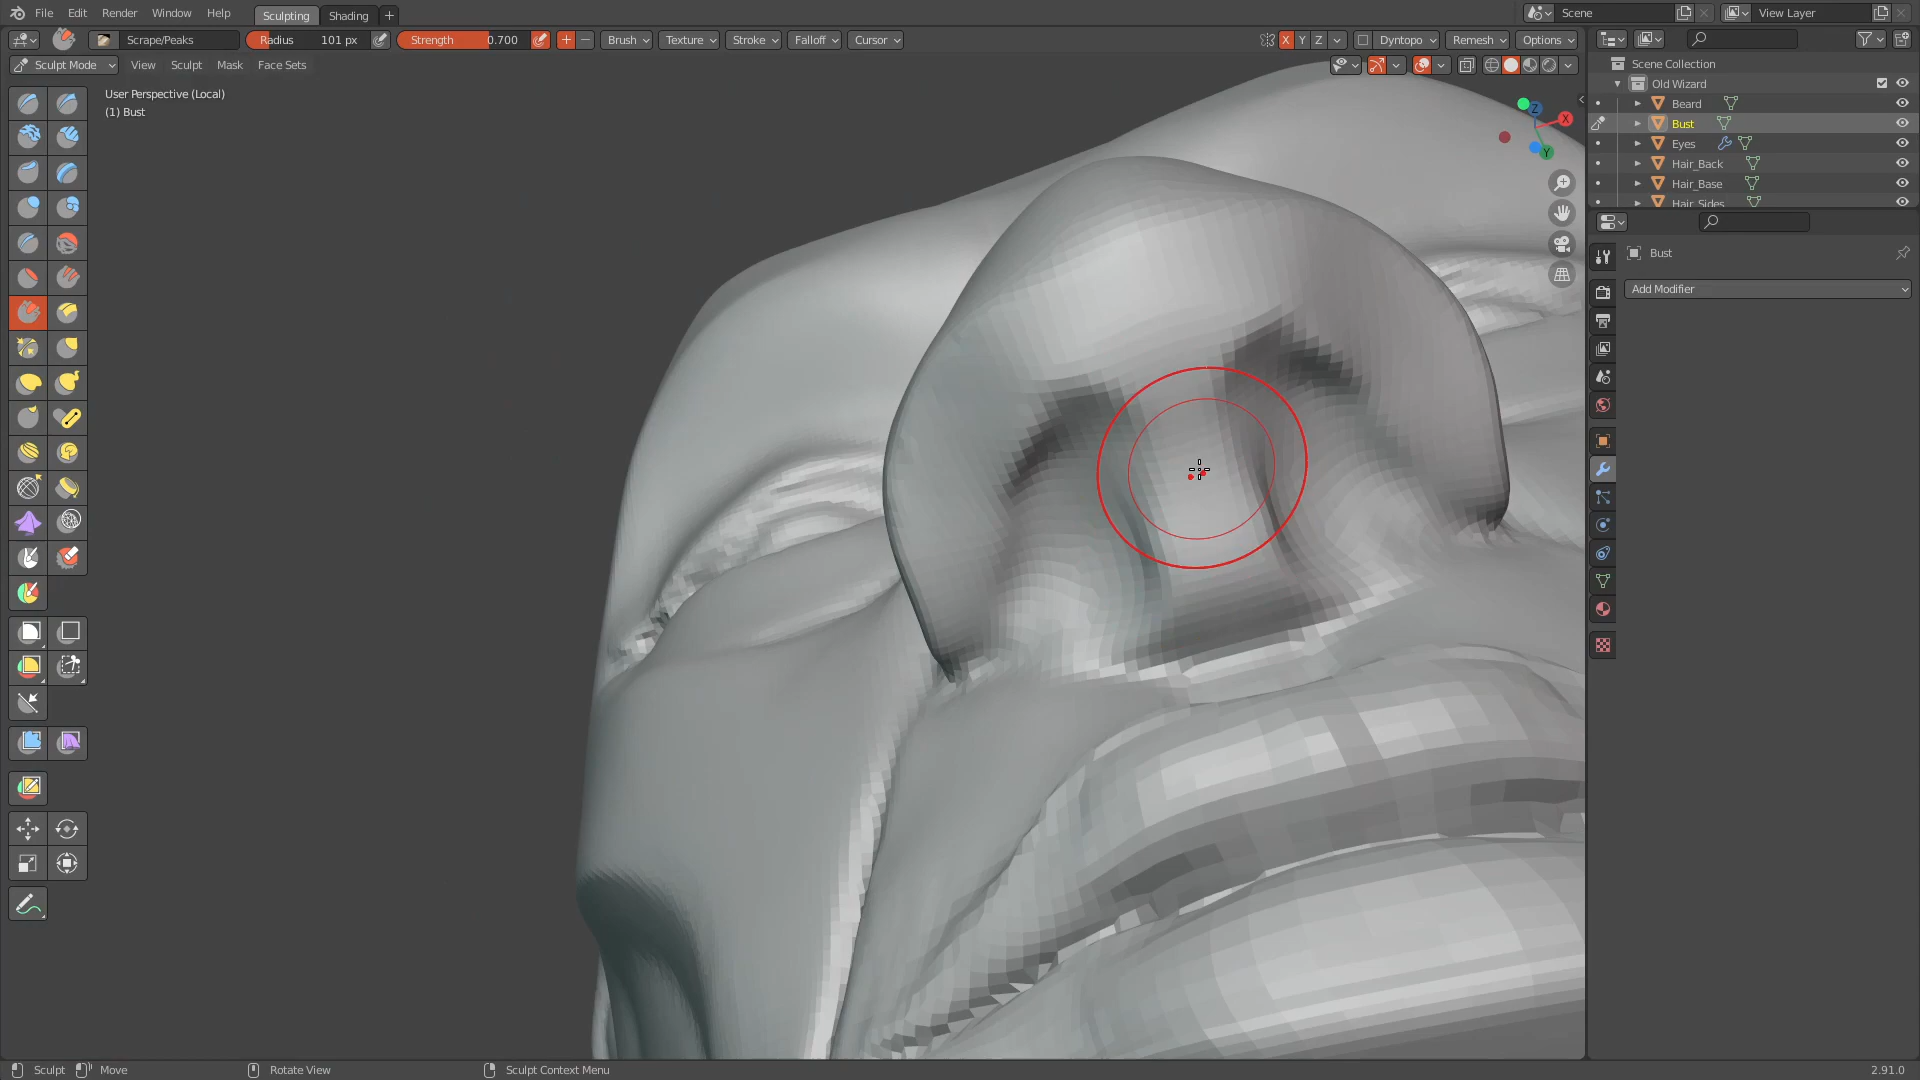 File Edit Render Window Help Sculpting Shading + Scene View Layer
Scrape/Peaks Radius 101 px Strength 0.700 + − Brush Texture Stroke Falloff Cursor X Y Z Dyntopo Remesh Options
Sculpt Mode View Sculpt Mask Face Sets
User Perspective (Local)
(1) Bust
Z
X
Y
Scene Collection
Old Wizard
Beard
Bust
Eyes
Hair_Back
Hair_Base
Hair_Sides
Bust
Add Modifier
Sculpt Move Rotate View Sculpt Context Menu 2.91.0